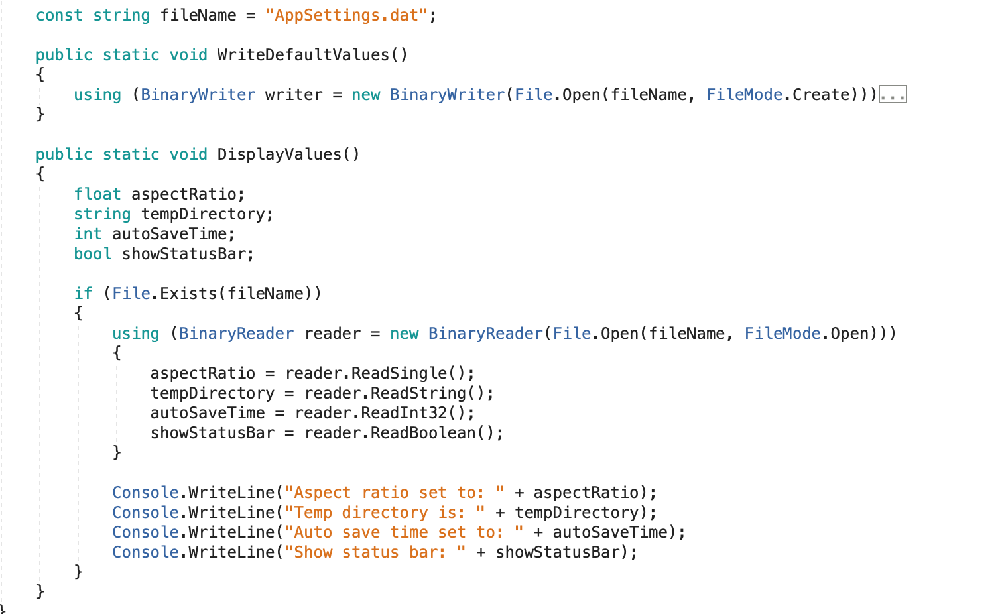 const string fileName = "AppSettings.dat";
public static void WriteDefaultValues()
{
using (BinaryWriter writer = new BinaryWriter(File.Open(fileName, FileMode.Create)))...
}
public static void DisplayValues()
{
float aspectRatio;
string tempDirectory;
int autoSaveTime;
bool showStatusBar;
if (File.Exists(fileName))
{
using (BinaryReader reader = new BinaryReader(File.Open(fileName, FileMode.Open)))
{
aspectRatio = reader.ReadSingle();
tempDirectory = reader.ReadString();
autoSaveTime = reader.ReadInt32();
showStatusBar = reader.ReadBoolean();
}
Console.WriteLine("Aspect ratio set to: " + aspectRatio);
Console.WriteLine("Temp directory is: " + tempDirectory);
Console.WriteLine("Auto save time set to: " + autoSaveTime);
Console.WriteLine("Show status bar: " + showStatusBar);
}
}
}